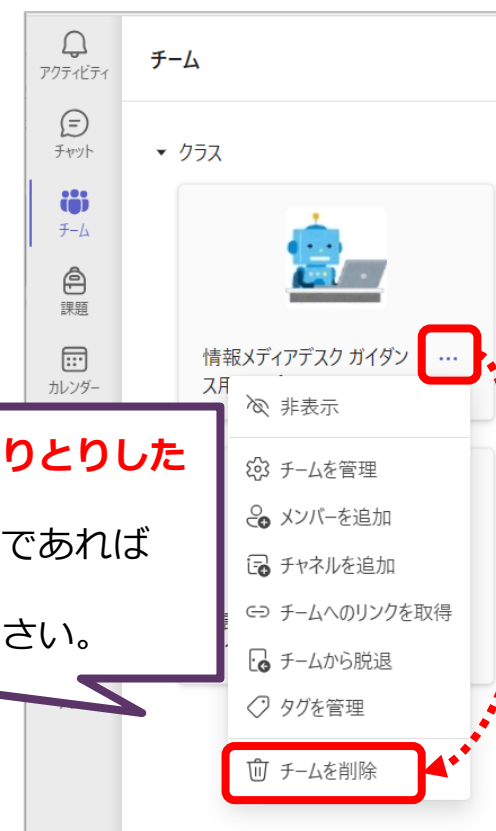 アクティビティ
チーム
チャット
クラス
チーム
課題
カレンダー
情報メディアデスク ガイダン
ス用
…
非表示
りとりした
であれば
さい。
チームを管理
メンバーを追加
チャネルを追加
チームへのリンクを取得
チームから脱退
タグを管理
チームを削除